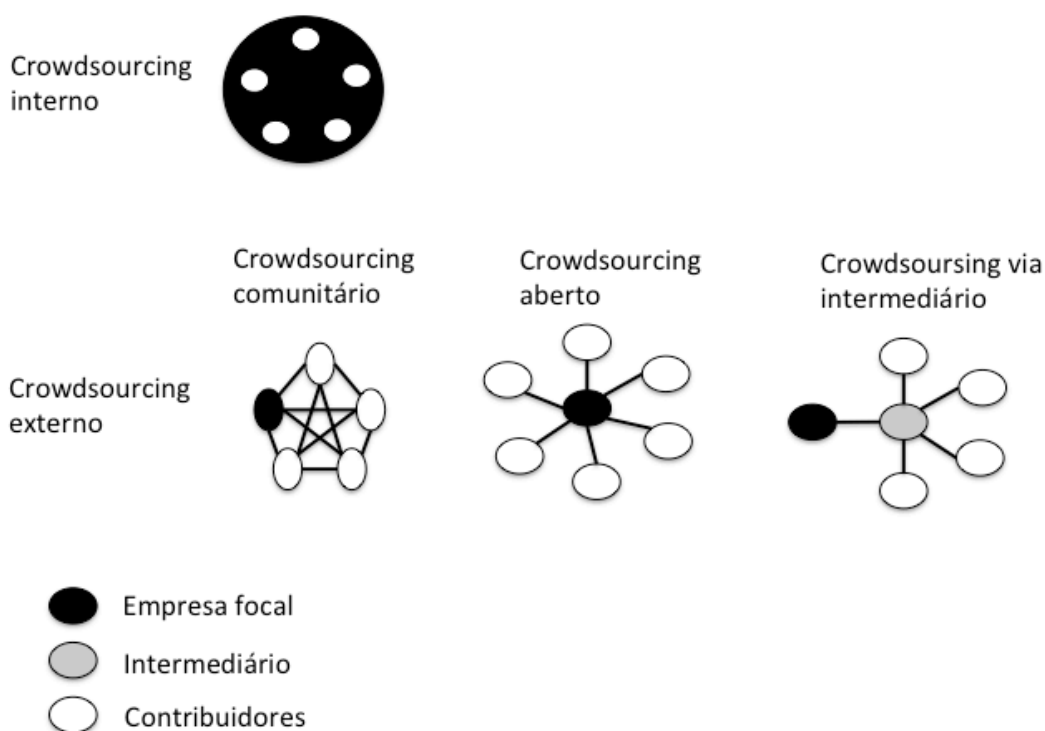 Crowdsourcing
interno
Crowdsourcing
comunitário
Crowdsourcing
aberto
Crowdsoursing via
intermediário
Crowdsourcing
externo
Empresa focal
Intermediário
Contribuidores